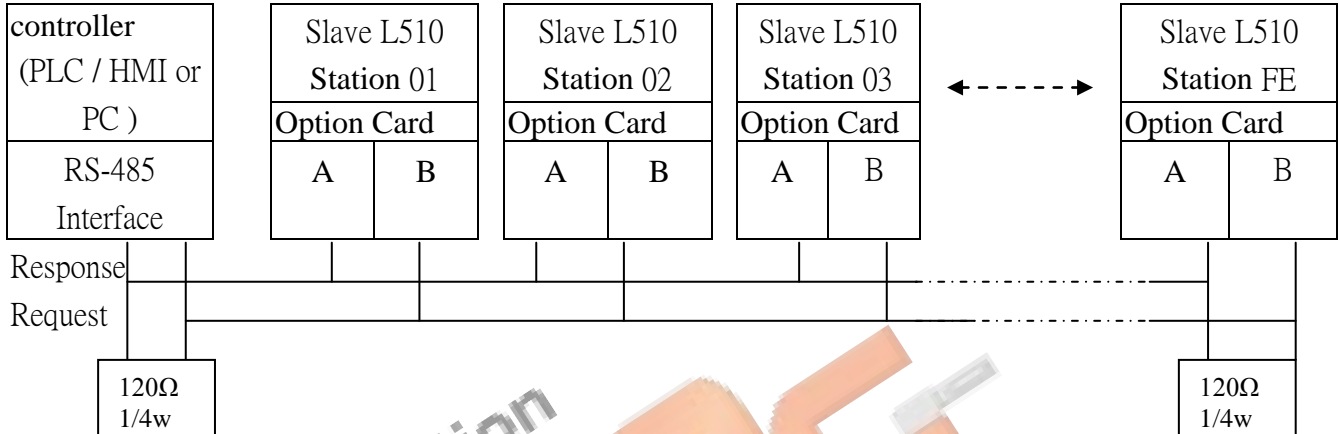 controller
(PLC / HMI or
PC )
RS-485
Interface
Slave L510
Station 01
Option Card
A B
Slave L510
Station 02
Option Card
A B
Slave L510
Station 03
Option Card
A B
Slave L510
Station FE
Option Card
A B
Response
Request
120Ω
1/4w
120Ω
1/4w